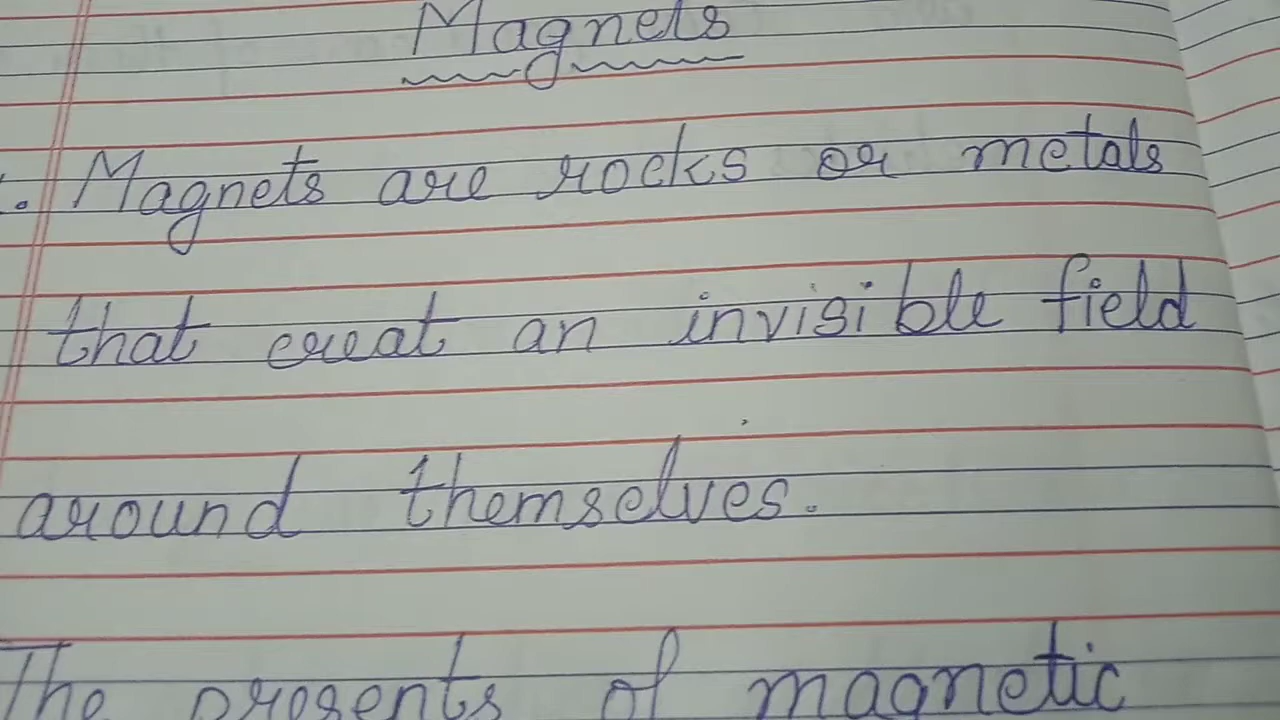 Magnets
. Magnets are rocks or metals
that creat an invisible field
around themselves.
The presents of magnetic